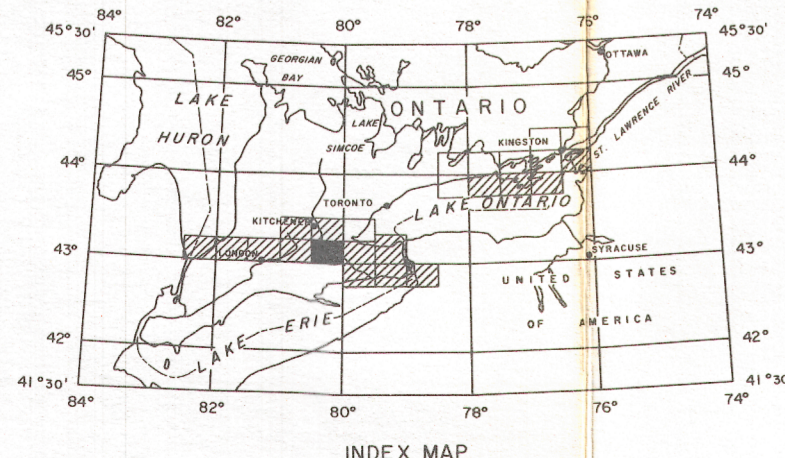 84° 82° 80° 78° 76° 74°
45°30' 45°30'
OTTAWA
GEORGIAN
BAY
45° 45°
LAKE
ONTARIO
ST. LAWRENCE RIVER
LAKE
HURON
SIMCOE
KINGSTON
44° 44°
TORONTO
LAKE ONTARIO
KITCHENER
43° 43°
LONDON
SYRACUSE
UNITED STATES
OF AMERICA
LAKE ERIE
42° 42°
41°30' 41°30'
84° 82° 80° 78° 76° 74°
INDEX MAP